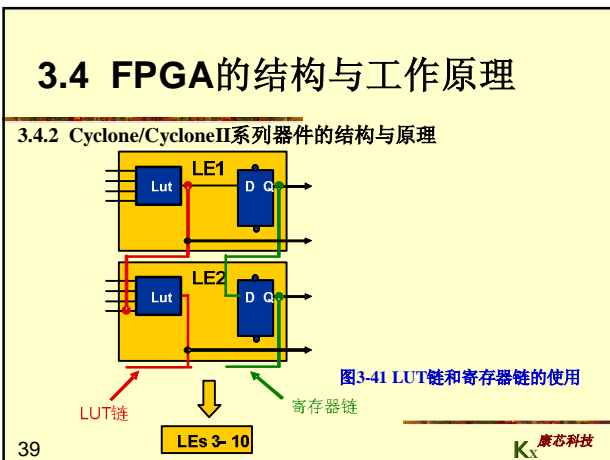 3.4 FPGA的结构与工作原理
3.4.2 Cyclone/CycloneII系列器件的结构与原理
LE1
Lut
D Q
LE2
Lut
D Q
图3-41 LUT链和寄存器链的使用
LUT链
寄存器链
LEs 3- 10
39
KX康芯科技